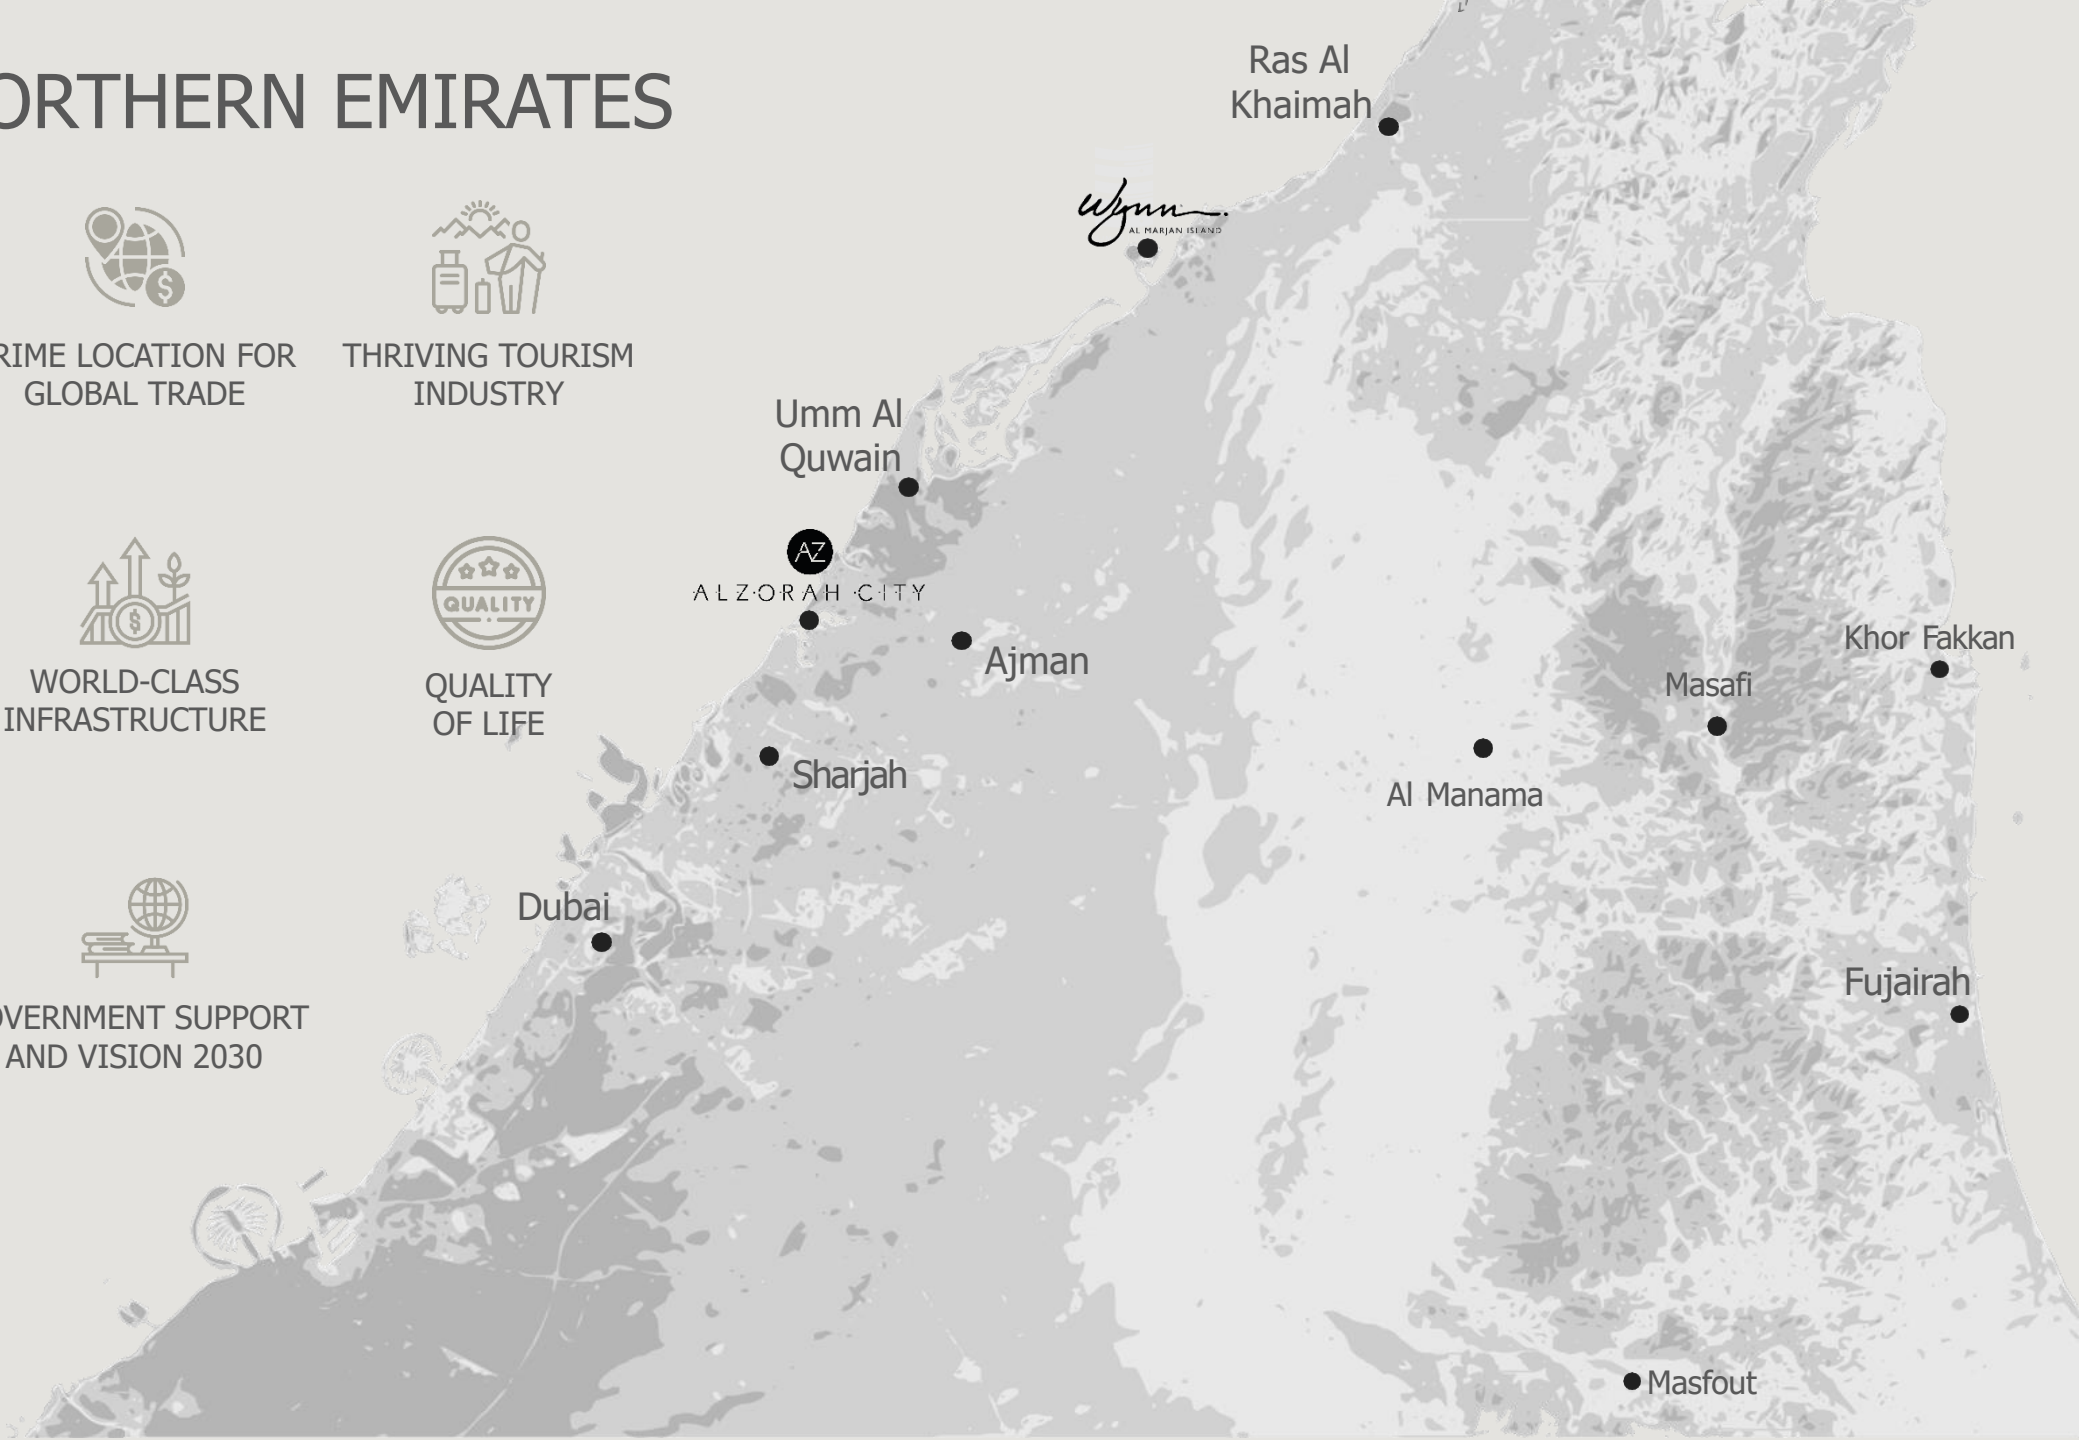 ORTHERN EMIRATES
RIME LOCATION FOR
GLOBAL TRADE
THRIVING TOURISM
INDUSTRY
WORLD-CLASS
INFRASTRUCTURE
QUALITY
QUALITY
OF LIFE
OVERNMENT SUPPORT
AND VISION 2030
Ras Al
Khaimah
Wynn
AL MARJAN ISLAND
Umm Al
Quwain
AZ
ALZORAH CITY
Ajman
Sharjah
Dubai
Khor Fakkan
Masafi
Al Manama
Fujairah
Masfout